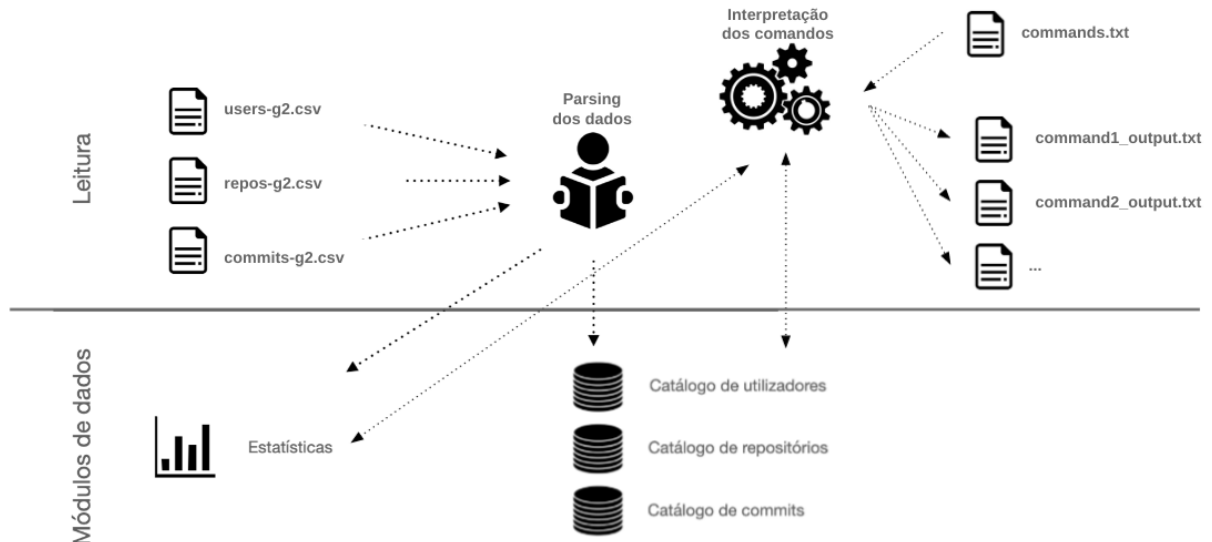 Interpretação
dos comandos
commands.txt
Leitura
users-g2.csv
repos-g2.csv
commits-g2.csv
Parsing
dos dados
command1_output.txt
command2_output.txt
...
Módulos de dados
Estatísticas
Catálogo de utilizadores
Catálogo de repositórios
Catálogo de commits